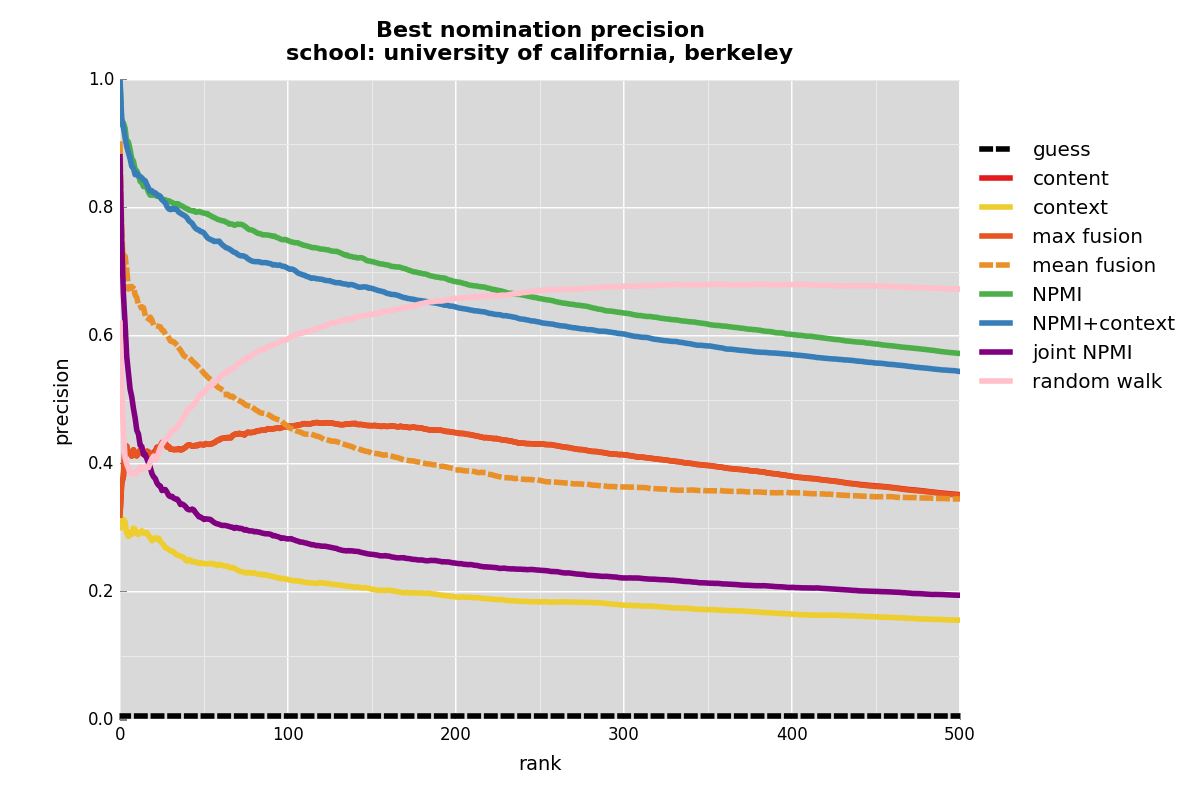 Best nomination precision
school: university of california, berkeley
precision
1.0
0.8
0.6
0.4
0.2
0.0
0
100
200
300
400
500
rank
guess
content
context
max fusion
mean fusion
NPMI
NPMI+context
joint NPMI
random walk